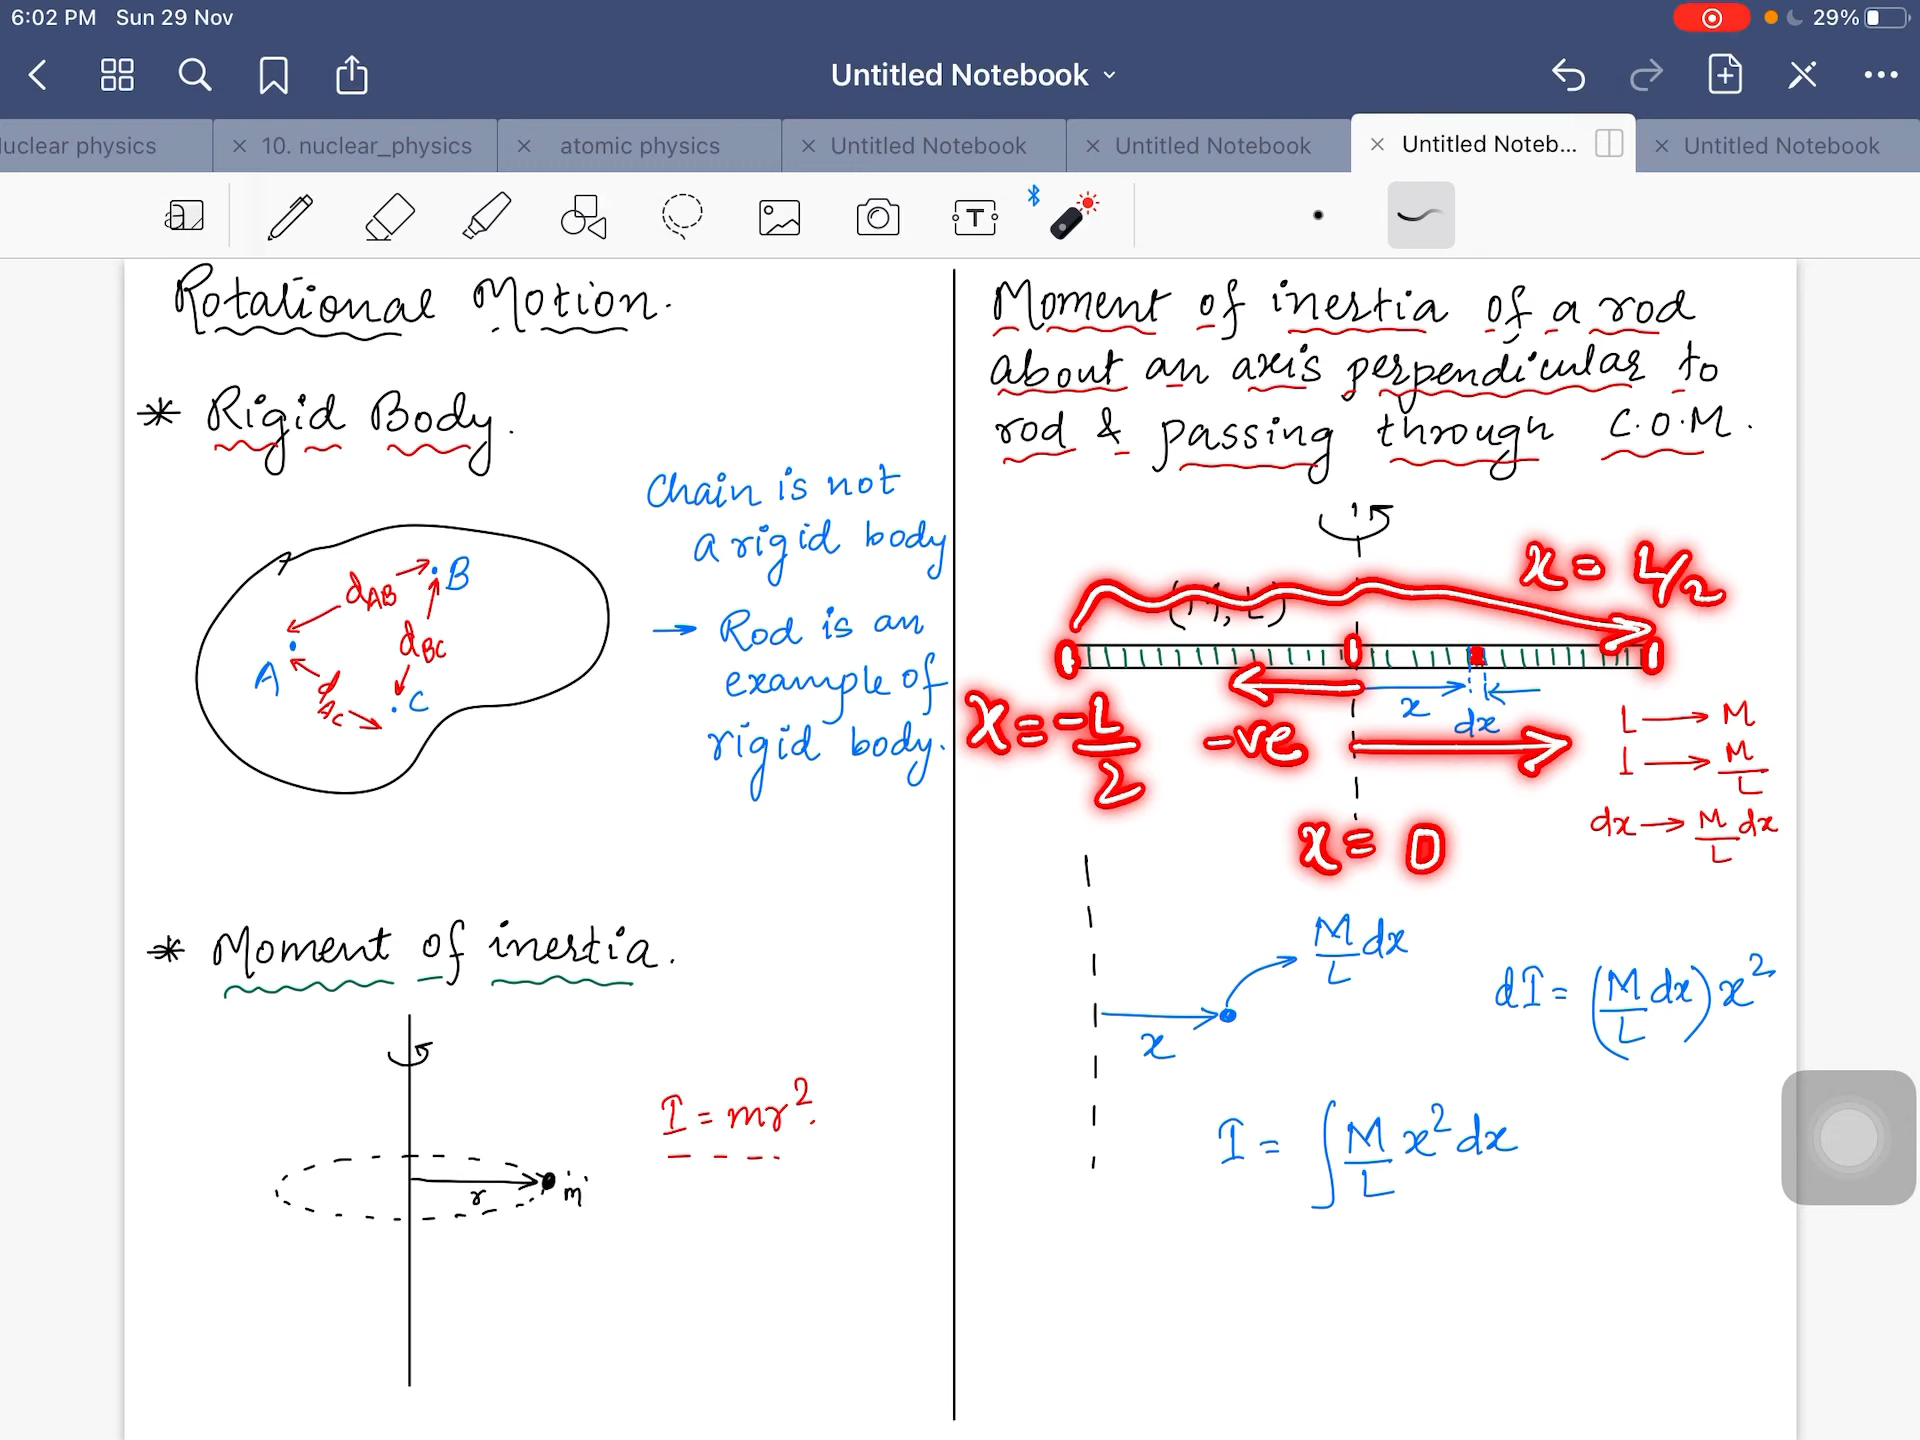 6:02 PM Sun 29 Nov
29%
Untitled Notebook
uclear physics
10. nuclear_physics
atomic physics
Untitled Notebook
Untitled Notebook
Untitled Noteb...
Untitled Notebook
Rotational Motion.
* Rigid Body.
Chain is not
a rigid body
→ Rod is an
example of
rigid body.
dAB
B
dBC
A
dAC
C
* Moment of inertia.
I = mr².
r
m
Moment of inertia of a rod
about an axis perpendicular to
rod & passing through C.O.M.
x = L/2
(M, L)
x = -L/2
-ve
x
dx
x = 0
L → M
1 → M/L
dx → M/L dx
M/L dx
x
dI = (M/L dx) x²
I = ∫ M/L x² dx